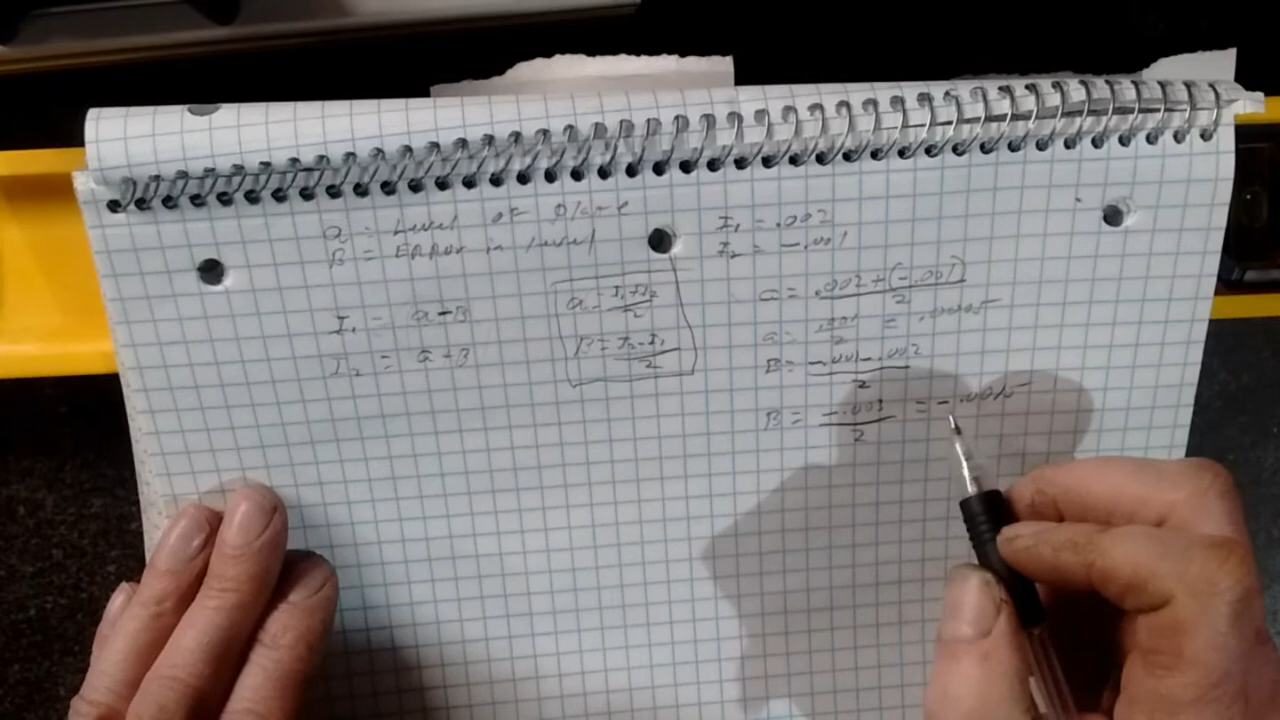 a = Level of Plate
B = ERROR in level
I₁ = a-B
I₂ = a+B
a = I₁+I₂/2
B = I₂-I₁/2
I₁ = .002
I₂ = -.001
a = .002+(-.001)/2
a = .001/2 = .0005
B = -.001-.002/2
B = -.003/2 = -.0015